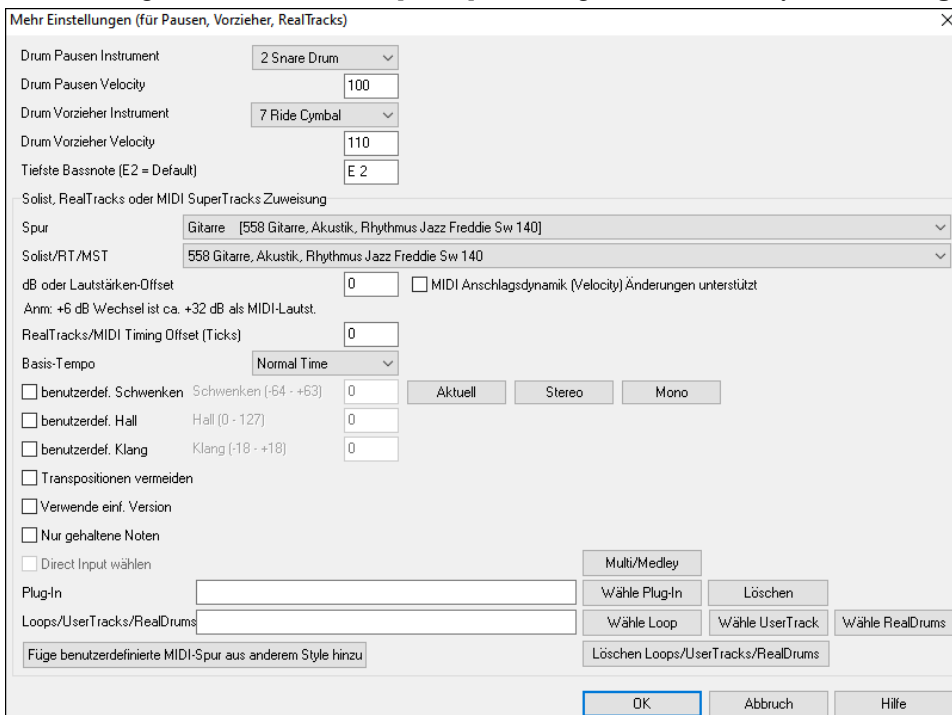 Mehr Einstellungen (für Pausen, Vorzieher, RealTracks)
Drum Pausen Instrument 2 Snare Drum
Drum Pausen Velocity 100
Drum Vorzieher Instrument 7 Ride Cymbal
Drum Vorzieher Velocity 110
Tiefste Bassnote (E2 = Default) E 2
Solist, RealTracks oder MIDI SuperTracks Zuweisung
Spur Gitarre [558 Gitarre, Akustik, Rhythmus Jazz Freddie Sw 140]
Solist/RT/MST 558 Gitarre, Akustik, Rhythmus Jazz Freddie Sw 140
dB oder Lautstärken-Offset 0 MIDI Anschlagsdynamik (Velocity) Änderungen unterstützt
Anm: +6 dB Wechsel ist ca. +32 dB als MIDI-Lautst.
RealTracks/MIDI Timing Offset (Ticks) 0
Basis-Tempo Normal Time
benutzerdef. Schwenken Schwenken (-64 - +63) 0 Aktuell Stereo Mono
benutzerdef. Hall Hall (0 - 127) 0
benutzerdef. Klang Klang (-18 - +18) 0
Transpositionen vermeiden
Verwende einf. Version
Nur gehaltene Noten
Direct Input wählen Multi/Medley
Plug-In Wähle Plug-In Löschen
Loops/UserTracks/RealDrums Wähle Loop Wähle UserTrack Wähle RealDrums
Füge benutzerdefinierte MIDI-Spur aus anderem Style hinzu Löschen Loops/UserTracks/RealDrums
OK Abbruch Hilfe